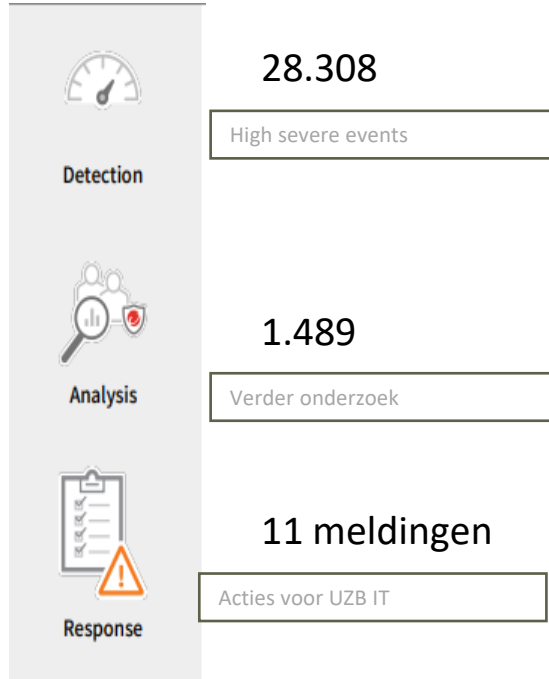 28.308
High severe events
Detection
1.489
Verder onderzoek
Analysis
11 meldingen
Acties voor UZB IT
Response